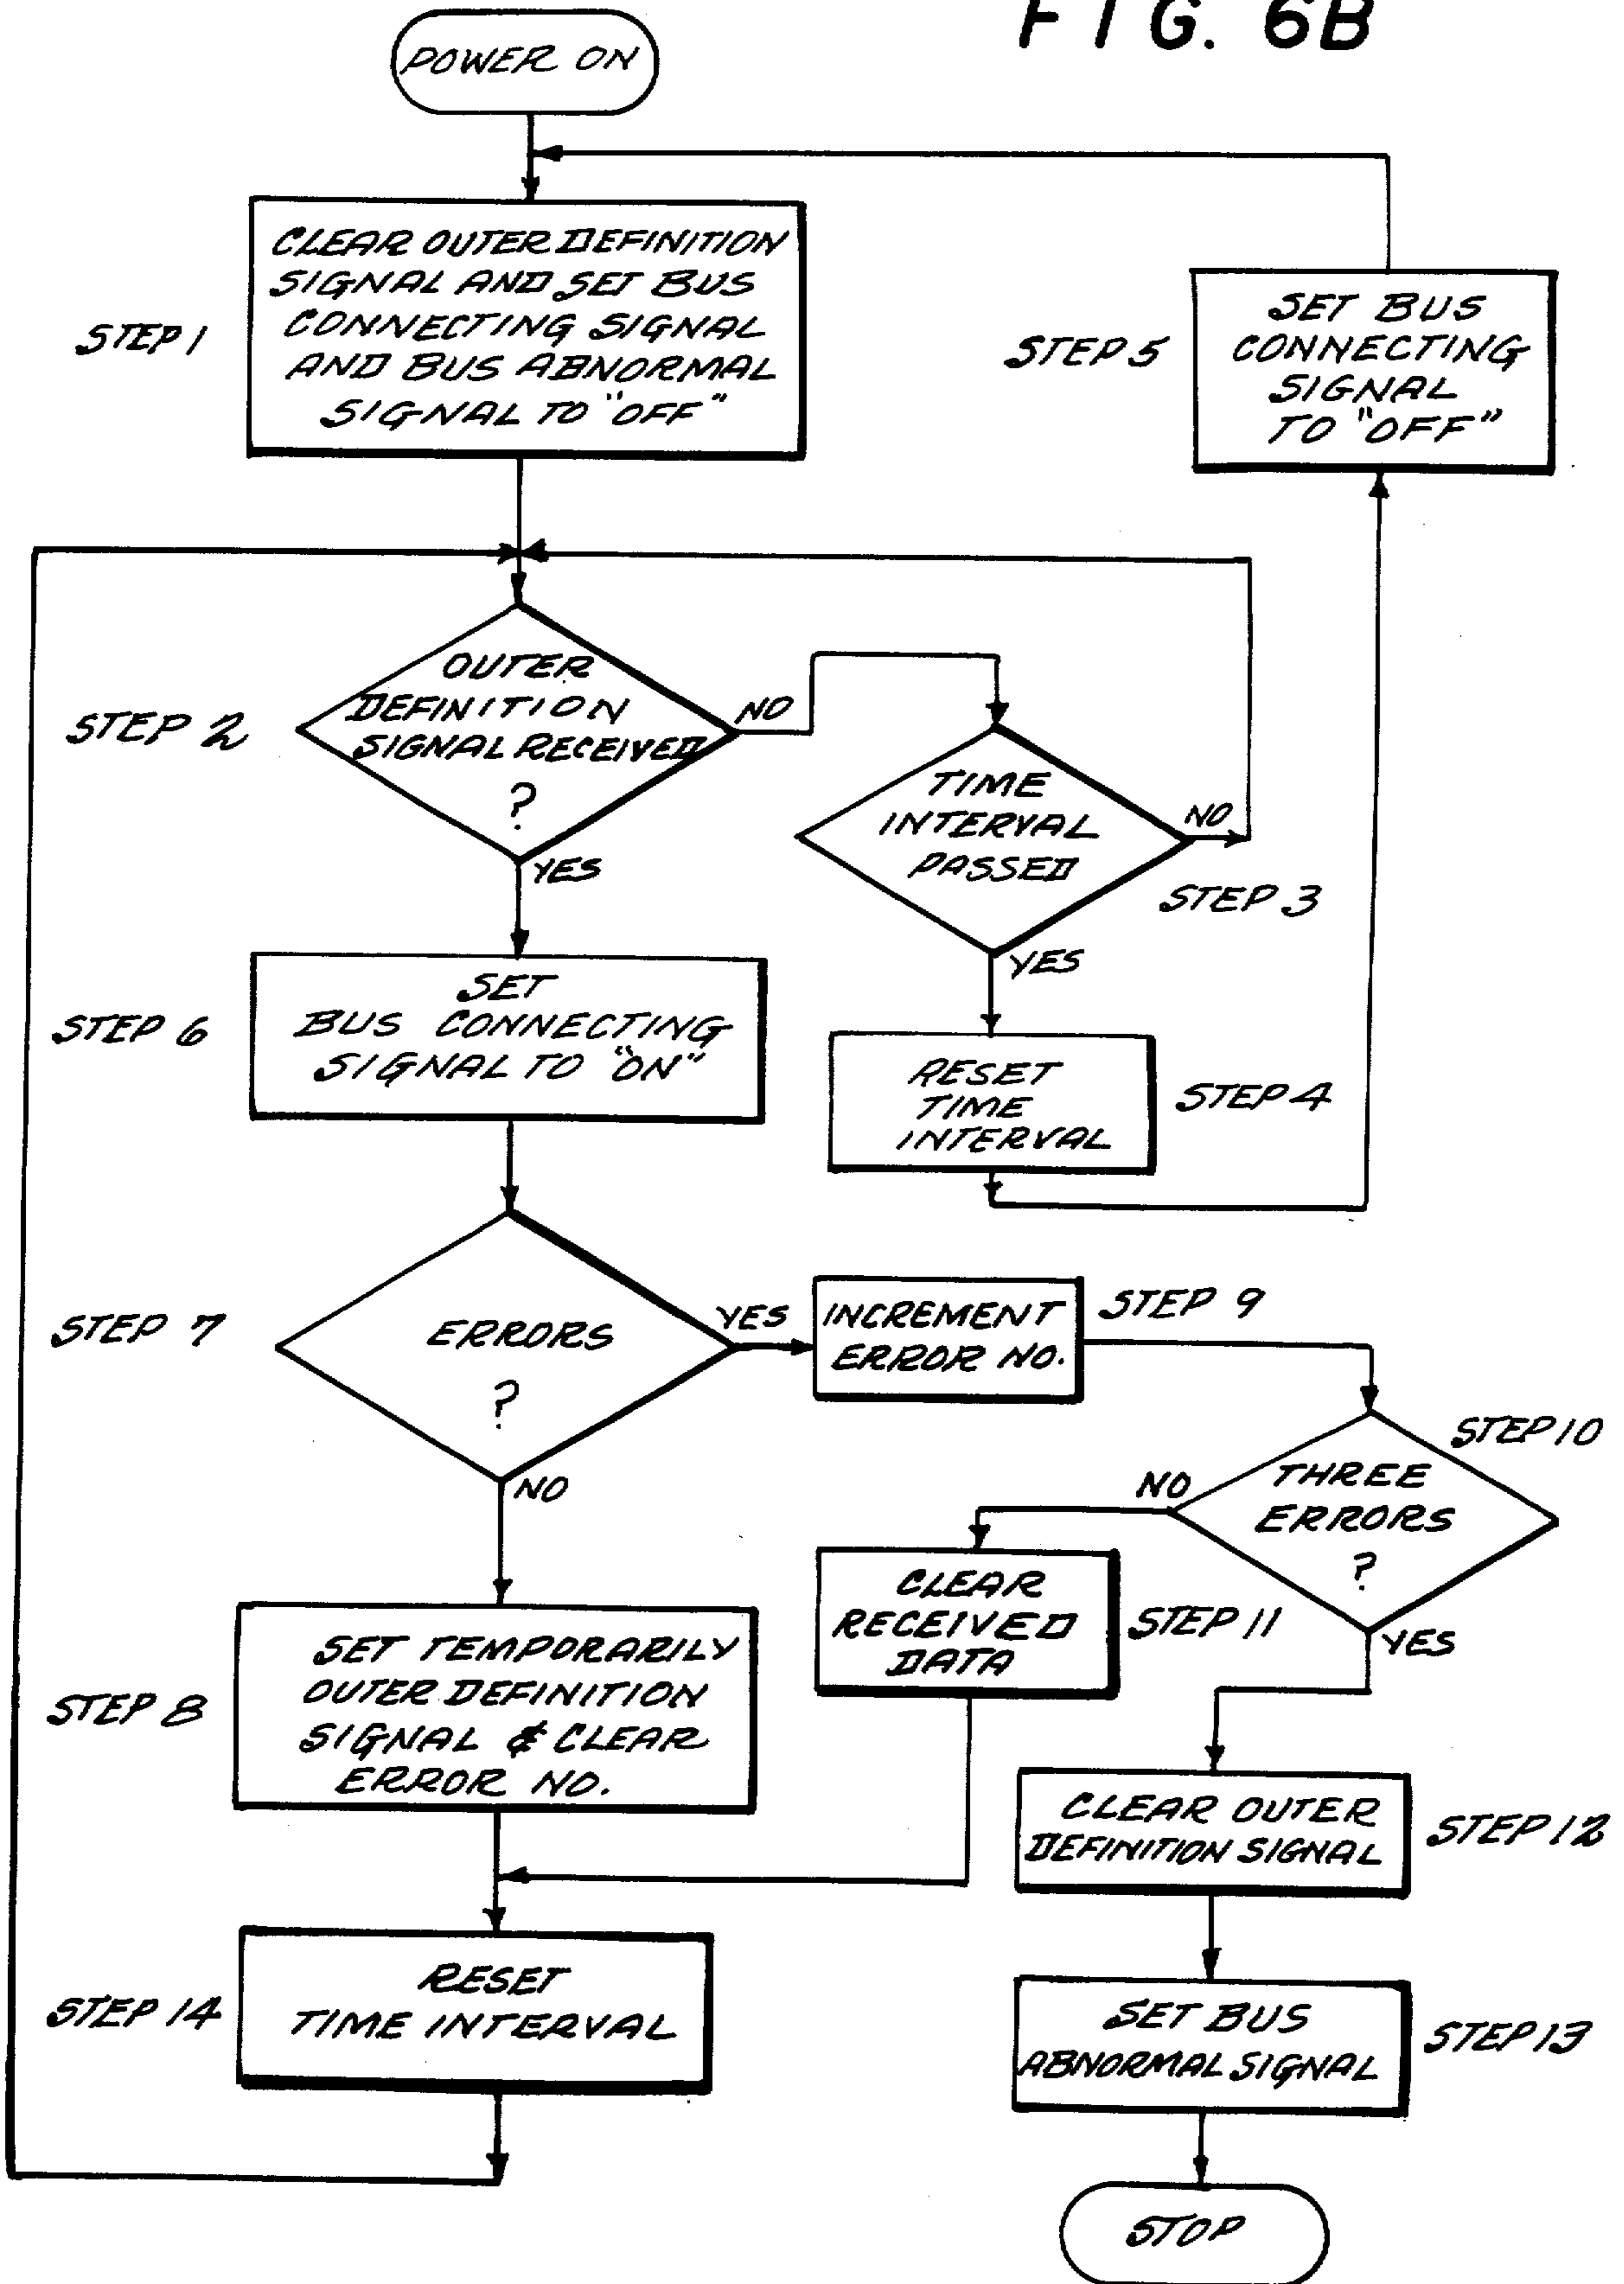 FIG. 6B
POWER ON
STEP 1
CLEAR OUTER DEFINITION
SIGNAL AND SET BUS
CONNECTING SIGNAL
AND BUS ABNORMAL
SIGNAL TO "OFF"
STEP 5
SET BUS
CONNECTING
SIGNAL
TO "OFF"
STEP 2
OUTER
DEFINITION
SIGNAL RECEIVED
?
NO
YES
TIME
INTERVAL
PASSED
NO
STEP 3
YES
STEP 6
SET
BUS CONNECTING
SIGNAL TO "ON"
RESET
TIME
INTERVAL
STEP 4
STEP 7
ERRORS
?
YES
NO
INCREMENT
ERROR NO.
STEP 9
STEP 10
THREE
ERRORS
?
NO
YES
CLEAR
RECEIVED
DATA
STEP 11
STEP 8
SET TEMPORARILY
OUTER DEFINITION
SIGNAL & CLEAR
ERROR NO.
CLEAR OUTER
DEFINITION SIGNAL
STEP 12
STEP 14
RESET
TIME INTERVAL
SET BUS
ABNORMAL SIGNAL
STEP 13
STOP